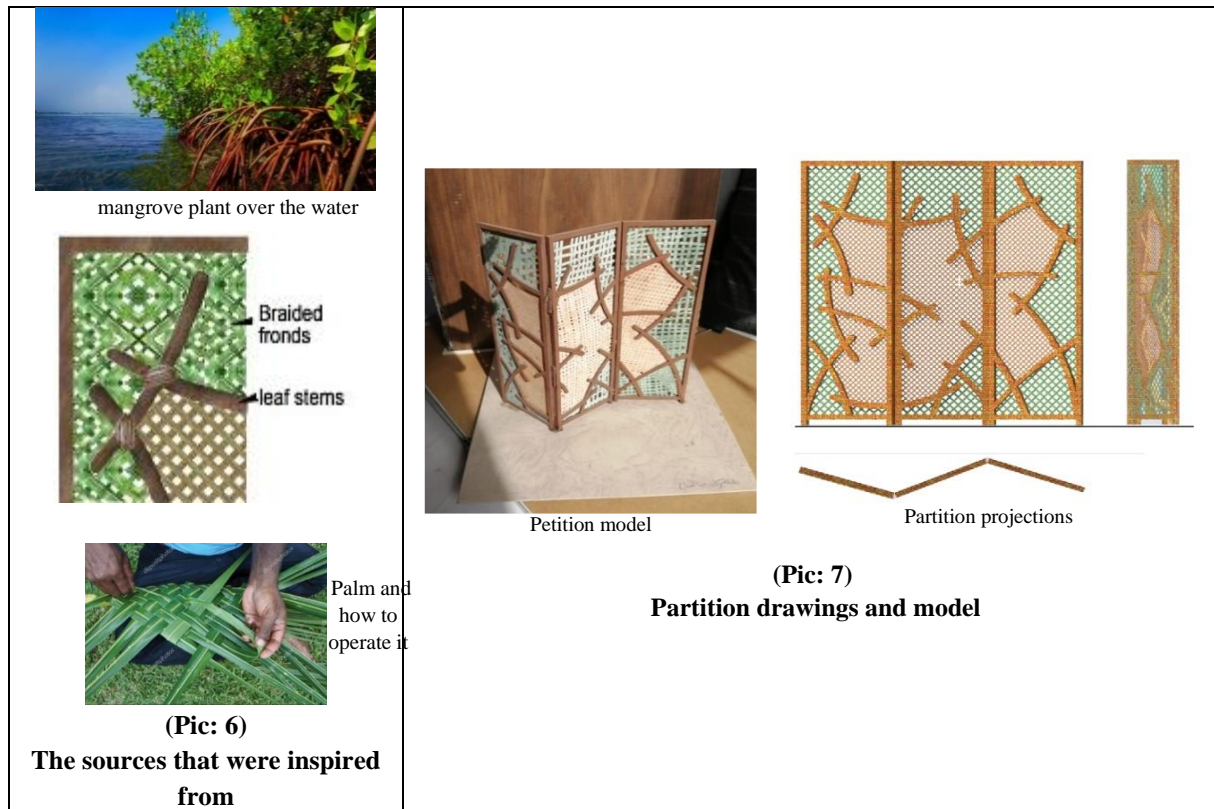 mangrove plant over the water
Braided
fronds
leaf stems
Palm and
how to
operate it
(Pic: 6)
The sources that were inspired
from
Petition model
Partition projections
(Pic: 7)
Partition drawings and model